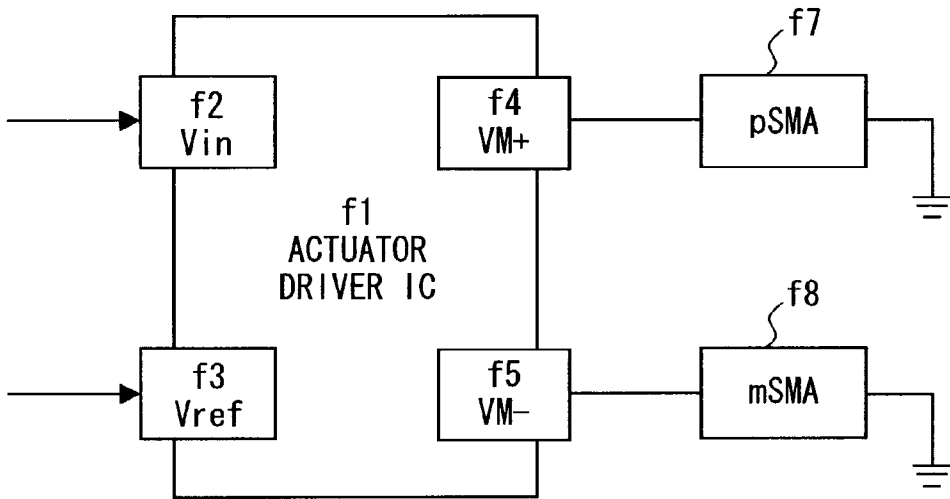 f7
f2
Vin
f4
VM+
pSMA
f1
ACTUATOR
DRIVER IC
f8
f3
Vref
f5
VM-
mSMA